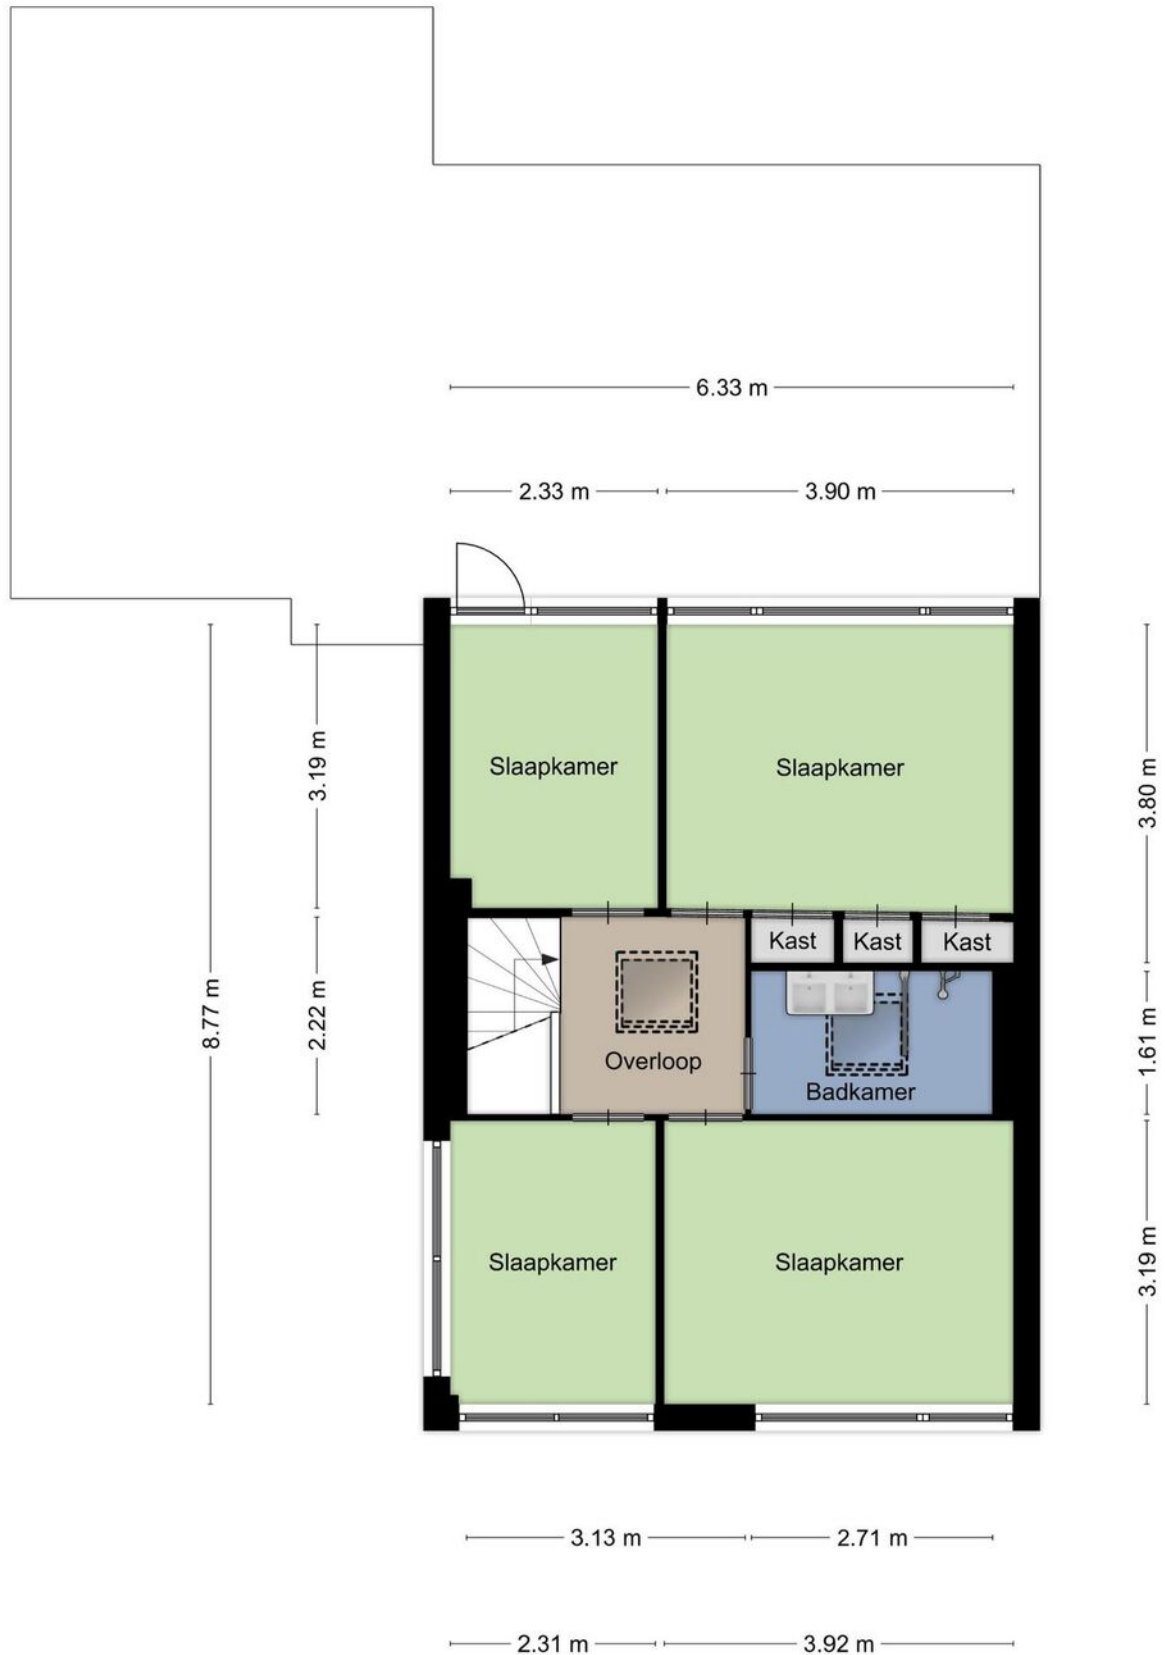 6.33 m
2.33 m
3.90 m
3.19 m
3.80 m
Slaapkamer
Slaapkamer
Kast
Kast
Kast
8.77 m
2.22 m
1.61 m
Overloop
Badkamer
Slaapkamer
Slaapkamer
3.19 m
3.13 m
2.71 m
2.31 m
3.92 m